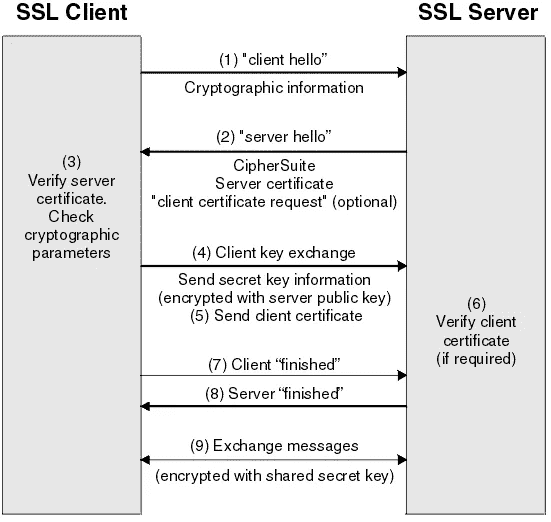 SSL Client
SSL Server
(1) "client hello”
Cryptographic information
(2) "server hello”
CipherSuite
Server certificate
"client certificate request" (optional)
(3)
Verify server
certificate.
Check
cryptographic
parameters
(4) Client key exchange
Send secret key information
(encrypted with server public key)
(5) Send client certificate
(6)
Verify client
certificate
(if required)
(7) Client “finished”
(8) Server “finished”
(9) Exchange messages
(encrypted with shared secret key)